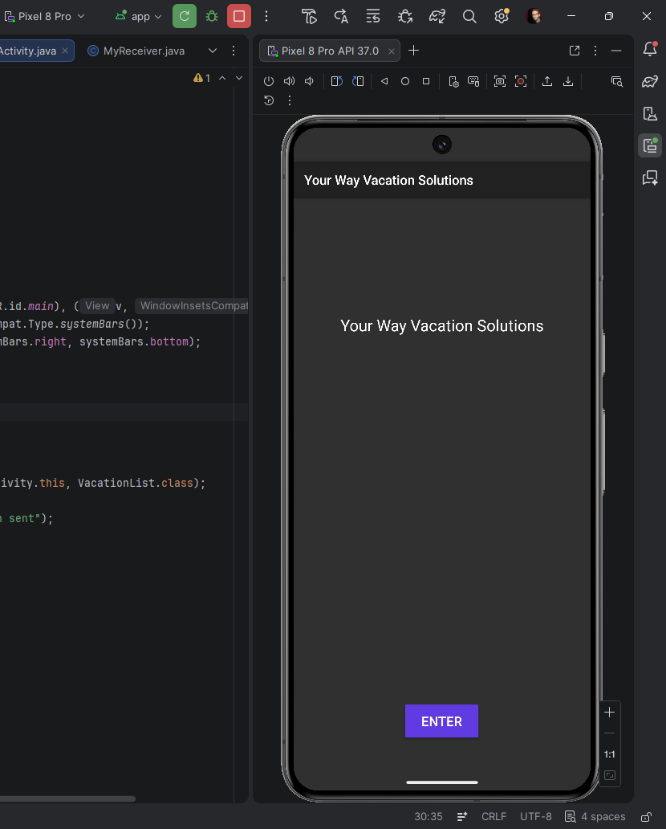 Pixel 8 Pro
app
Activity.java
MyReceiver.java
Pixel 8 Pro API 37.0
1
Your Way Vacation Solutions
Your Way Vacation Solutions
R.id.main), ( View v, WindowInsetsCompat
mpat.Type.systemBars());
mBars.right, systemBars.bottom);
ivity.this, VacationList.class);
n sent");
ENTER
1:1
30:35
CRLF
UTF-8
4 spaces